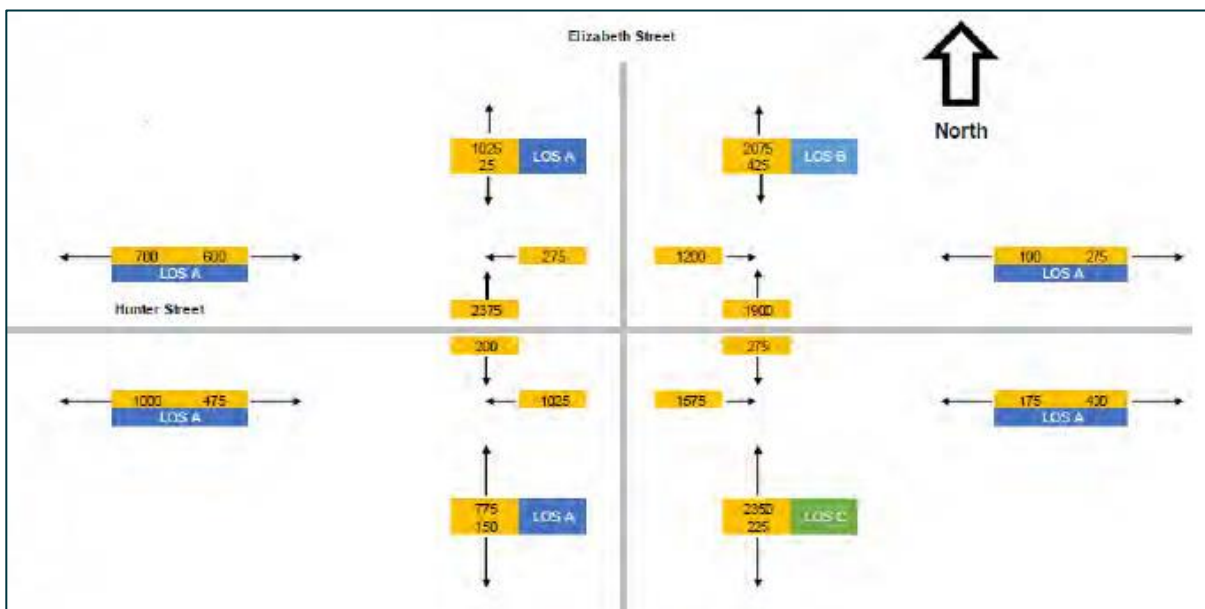 Elizabeth Street
North
1025
25
LOS A
2075
425
LOS B
700 600
LOS A
275
1200
100 275
LOS A
Hunter Street
2375
1900
200
275
1000 475
LOS A
1025
1575
175 400
LOS A
775
150
LOS A
2350
225
LOS C